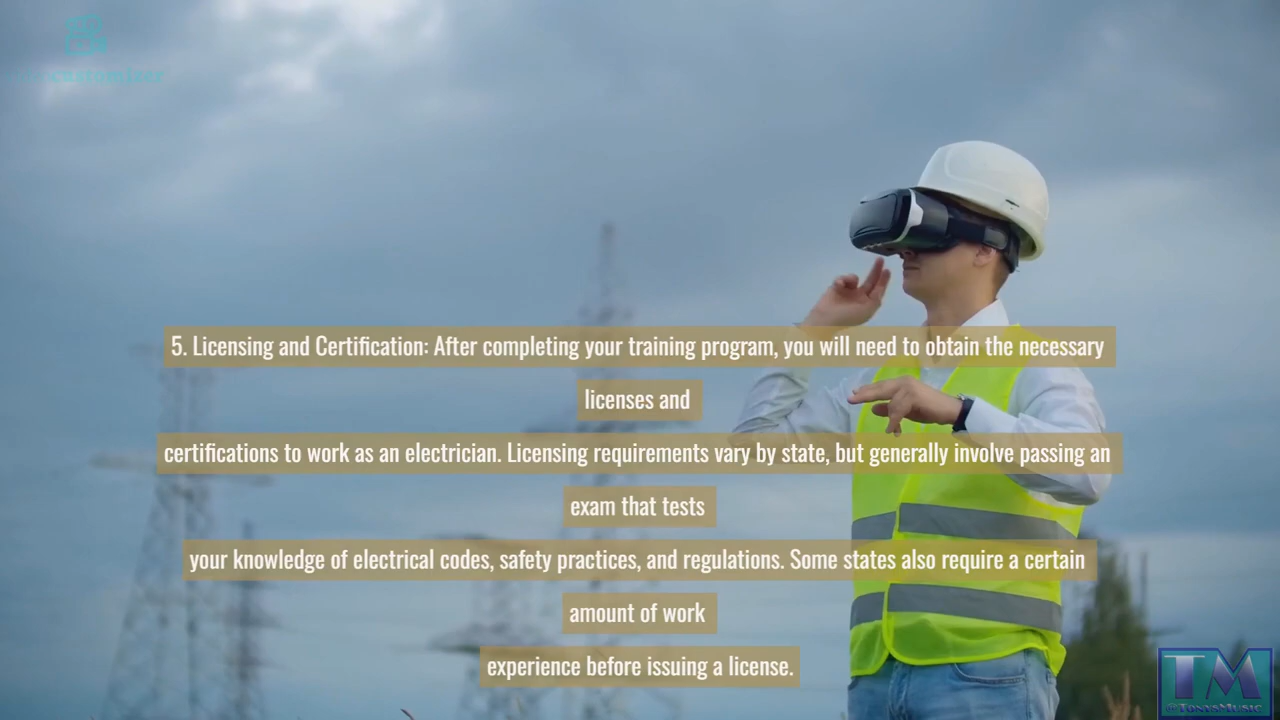 customizer
5. Licensing and Certification: After completing your training program, you will need to obtain the necessary
licenses and
certifications to work as an electrician. Licensing requirements vary by state, but generally involve passing an
exam that tests
your knowledge of electrical codes, safety practices, and regulations. Some states also require a certain
amount of work
experience before issuing a license.
TM
@TonysMusic